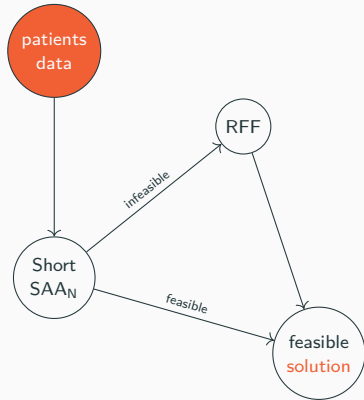 patients
data
RFF
infeasible
Short
SAA_N
feasible
feasible
solution